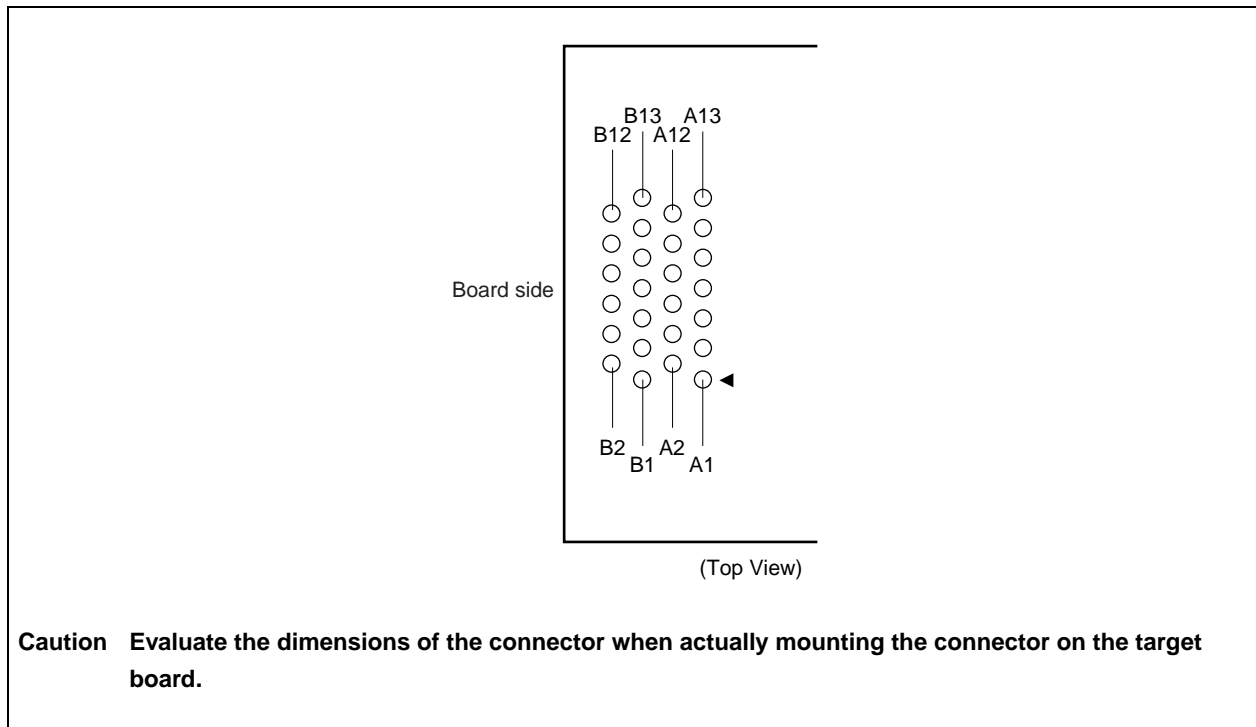 B13 A13
B12 A12
Board side
B2 A2
B1 A1
(Top View)
Caution Evaluate the dimensions of the connector when actually mounting the connector on the target
board.